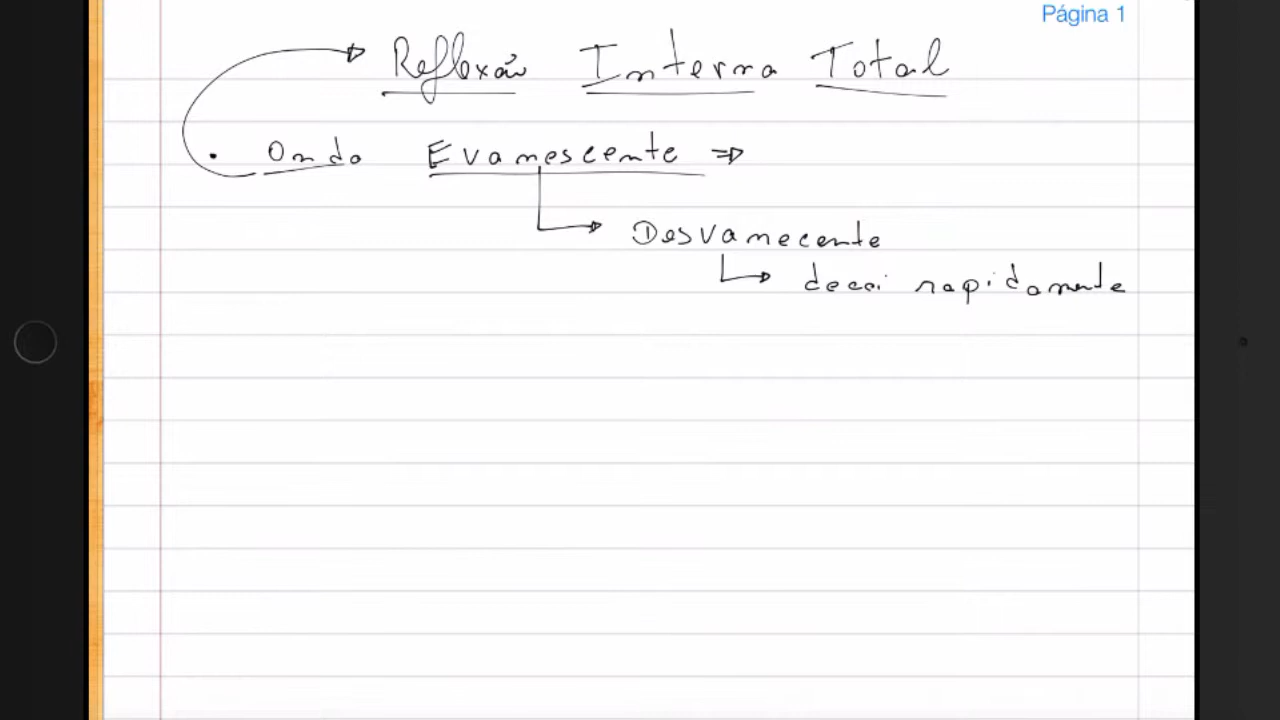 Página 1
Reflexão Interna Total
• Onda Evanescente ⇒
Desvanecente
decai rapidamente